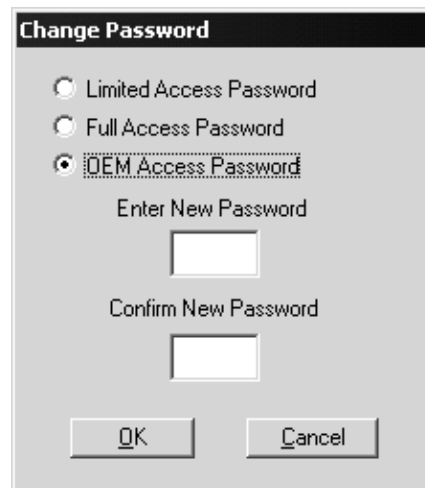 Change Password
Limited Access Password
Full Access Password
OEM Access Password
Enter New Password
Confirm New Password
OK Cancel